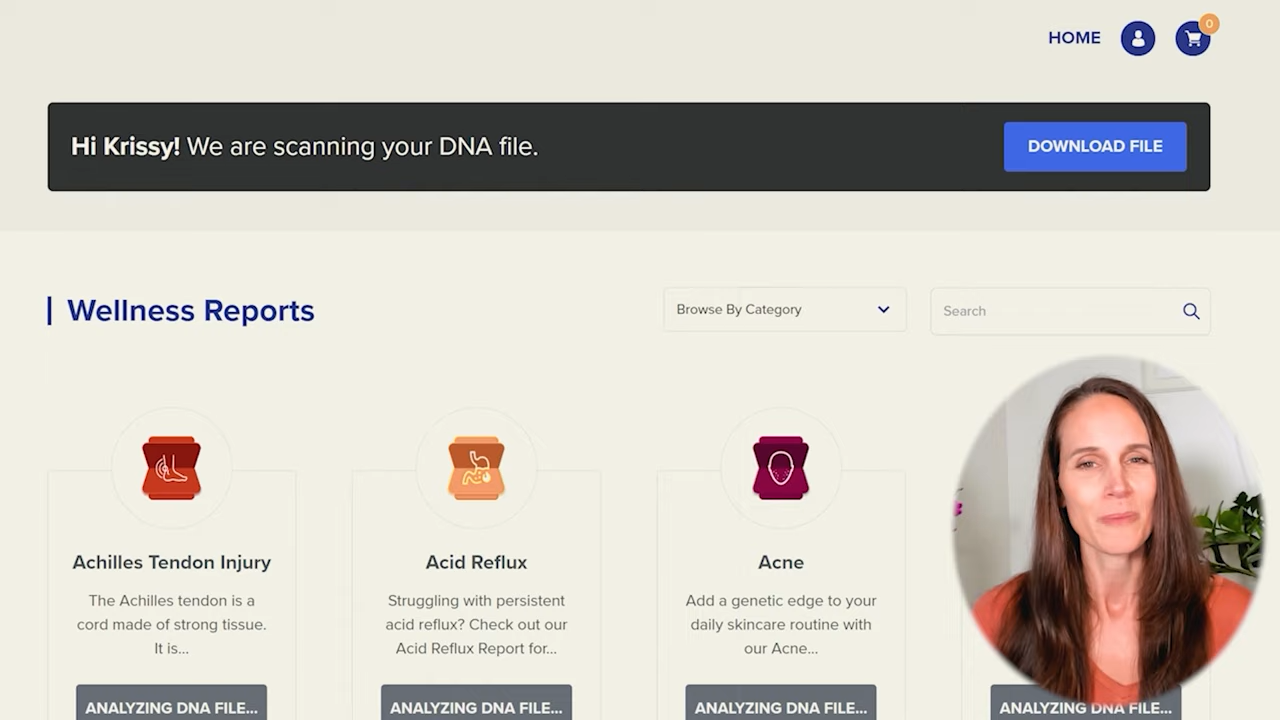 HOME
0
Hi Krissy! We are scanning your DNA file.
DOWNLOAD FILE
Wellness Reports
Browse By Category
Search
Achilles Tendon Injury
The Achilles tendon is a
cord made of strong tissue.
It is...
ANALYZING DNA FILE...
Acid Reflux
Struggling with persistent
acid reflux? Check out our
Acid Reflux Report for...
ANALYZING DNA FILE...
Acne
Add a genetic edge to your
daily skincare routine with
our Acne...
ANALYZING DNA FILE...
ANALYZING DNA FILE...